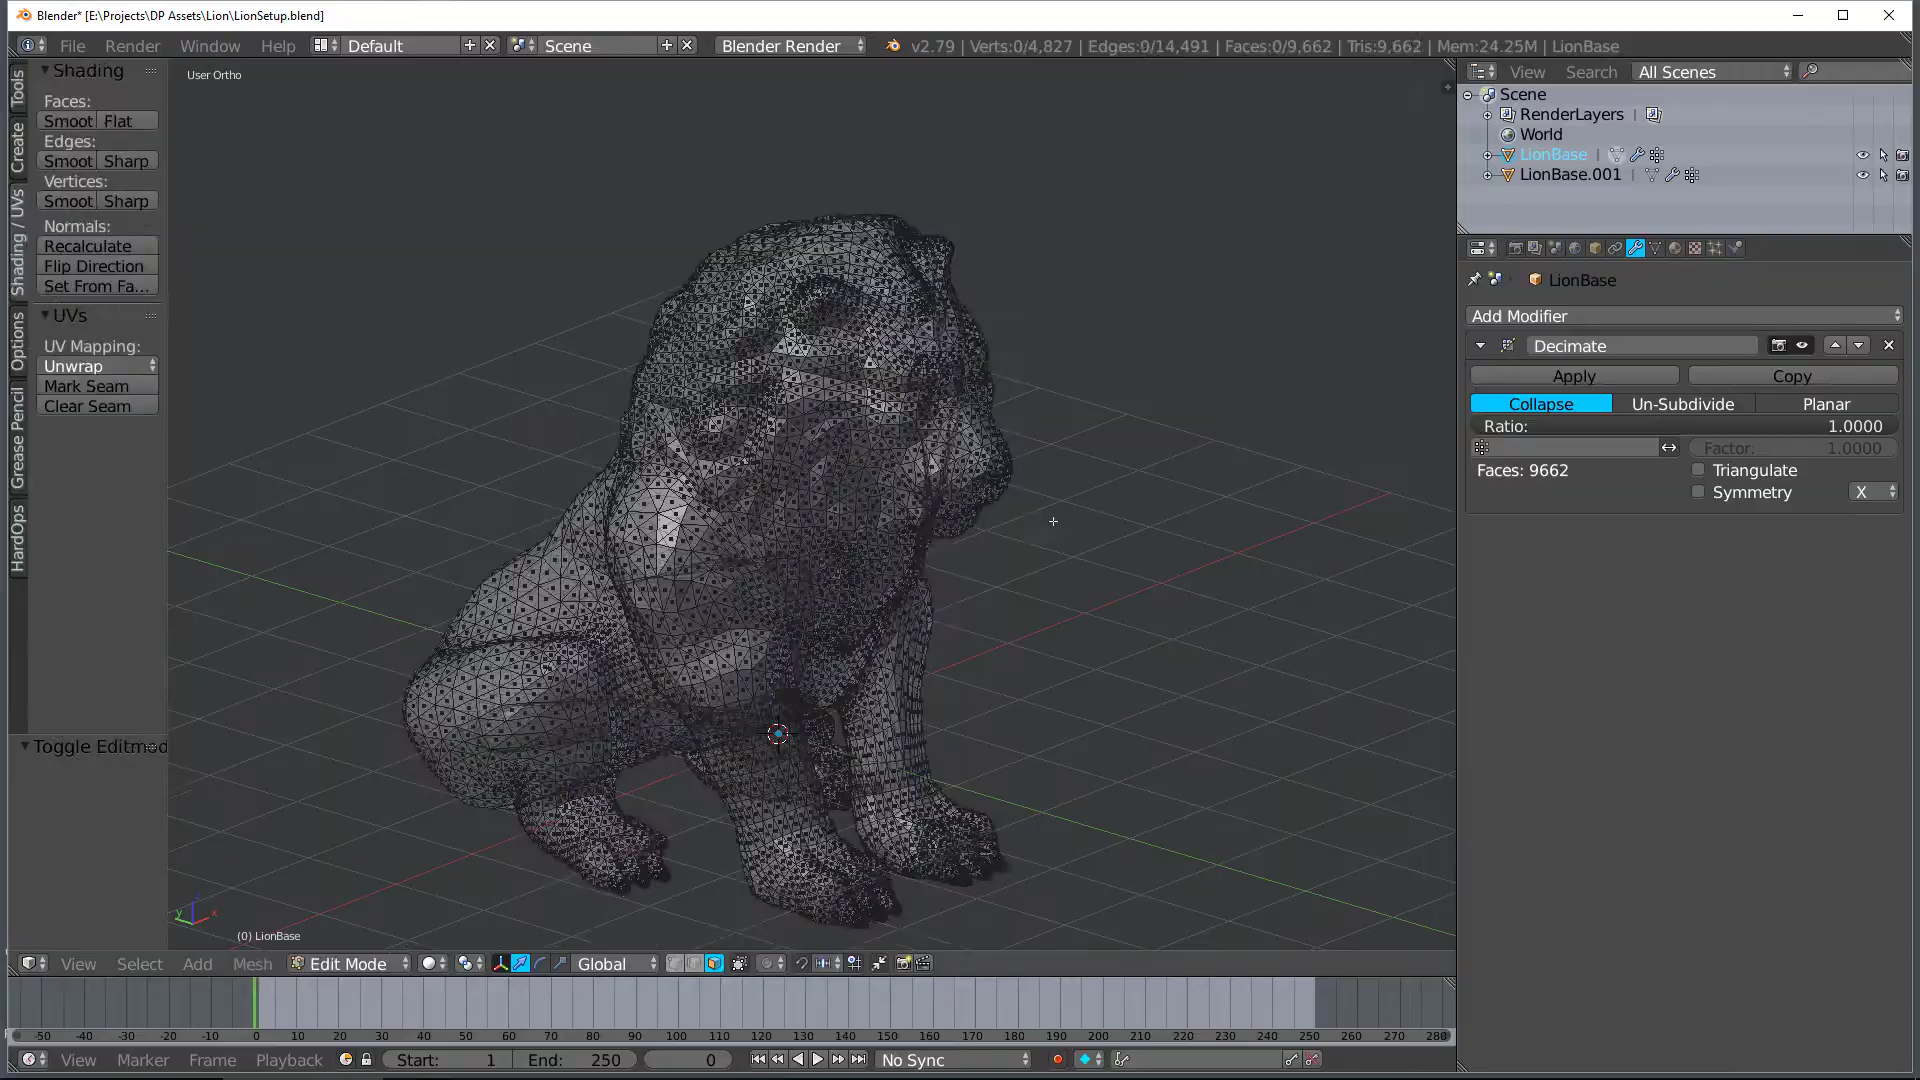 Blender* [E:\Projects\DP Assets\Lion\LionSetup.blend]
File Render Window Help Default Scene Blender Render v2.79 | Verts:0/4,827 | Edges:0/14,491 | Faces:0/9,662 | Tris:9,662 | Mem:24.25M | LionBase
Tools
Create
Shading / UVs
Options
Grease Pencil
HardOps
Shading
Faces:
Smoot Flat
Edges:
Smoot Sharp
Vertices:
Smoot Sharp
Normals:
Recalculate
Flip Direction
Set From Fa...
UVs
UV Mapping:
Unwrap
Mark Seam
Clear Seam
Toggle Editmod
User Ortho
z
y x
(0) LionBase
View Select Add Mesh Edit Mode Global
-50 -40 -30 -20 -10 0 10 20 30 40 50 60 70 80 90 100 110 120 130 140 150 160 170 180 190 200 210 220 230 240 250 260 270 280
View Marker Frame Playback Start: 1 End: 250 0 No Sync
View Search All Scenes
Scene
RenderLayers |
World
LionBase |
LionBase.001 |
LionBase
Add Modifier
Decimate
Apply Copy
Collapse Un-Subdivide Planar
Ratio: 1.0000
Factor: 1.0000
Faces: 9662 Triangulate
Symmetry X